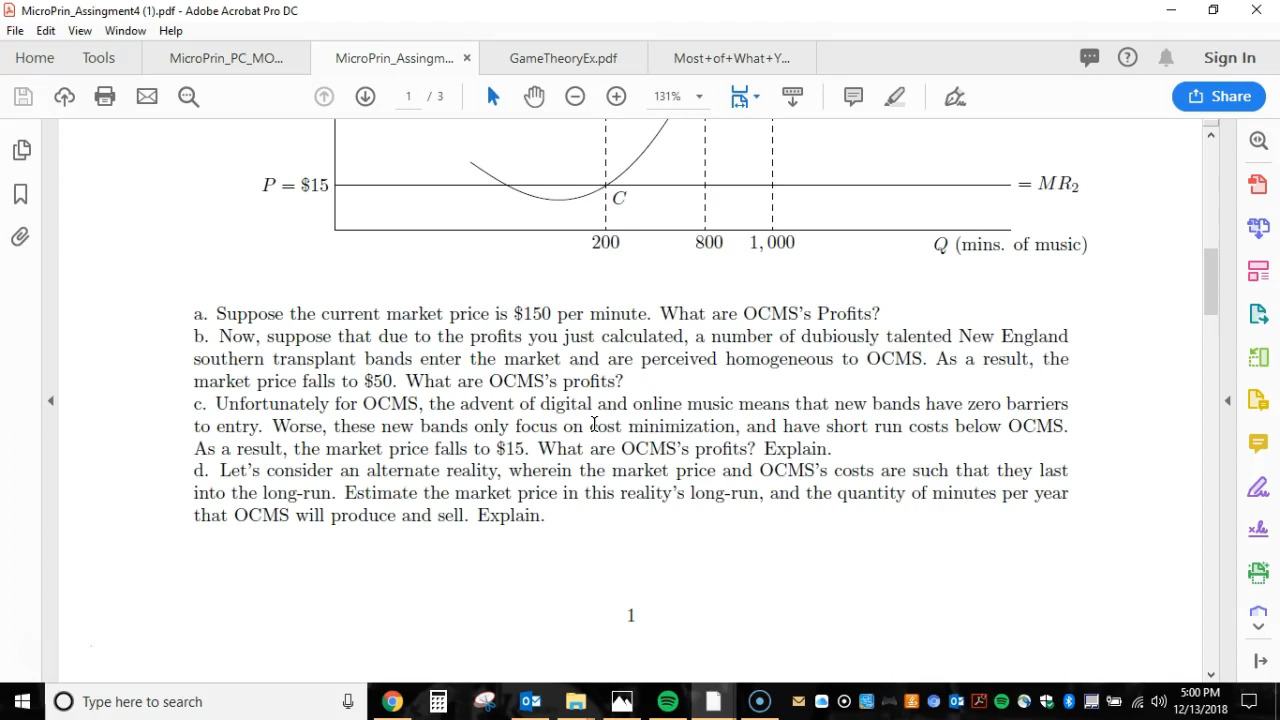 MicroPrin_Assingment4 (1).pdf - Adobe Acrobat Pro DC
File Edit View Window Help
Home Tools MicroPrin_PC_MO... MicroPrin_Assingm... × GameTheoryEx.pdf Most+of+What+Y... Sign In
1 / 3 131% Share
P = $15
= MR₂
C
200 800 1,000 Q (mins. of music)
a. Suppose the current market price is $150 per minute. What are OCMS's Profits?
b. Now, suppose that due to the profits you just calculated, a number of dubiously talented New England
southern transplant bands enter the market and are perceived homogeneous to OCMS. As a result, the
market price falls to $50. What are OCMS's profits?
c. Unfortunately for OCMS, the advent of digital and online music means that new bands have zero barriers
to entry. Worse, these new bands only focus on cost minimization, and have short run costs below OCMS.
As a result, the market price falls to $15. What are OCMS's profits? Explain.
d. Let's consider an alternate reality, wherein the market price and OCMS's costs are such that they last
into the long-run. Estimate the market price in this reality's long-run, and the quantity of minutes per year
that OCMS will produce and sell. Explain.
1
Type here to search
5:00 PM
12/13/2018